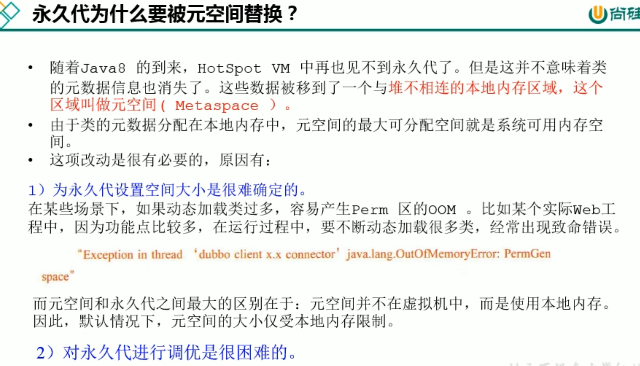 永久代为什么要被元空间替换？
尚硅
• 随着Java8 的到来，HotSpot VM 中再也见不到永久代了。但是这并不意味着类
的元数据信息也消失了。这些数据被移到了一个与堆不相连的本地内存区域，这个
区域叫做元空间( Metaspace )。
• 由于类的元数据分配在本地内存中，元空间的最大可分配空间就是系统可用内存空
间。
• 这项改动是很有必要的，原因有：
1）为永久代设置空间大小是很难确定的。
在某些场景下，如果动态加载类过多，容易产生Perm 区的OOM 。比如某个实际Web工
程中，因为功能点比较多，在运行过程中，要不断动态加载很多类，经常出现致命错误。
"Exception in thread ‘dubbo client x.x connector’ java.lang.OutOfMemoryError: PermGen
space"
而元空间和永久代之间最大的区别在于：元空间并不在虚拟机中，而是使用本地内存。
因此，默认情况下，元空间的大小仅受本地内存限制。
2）对永久代进行调优是很困难的。